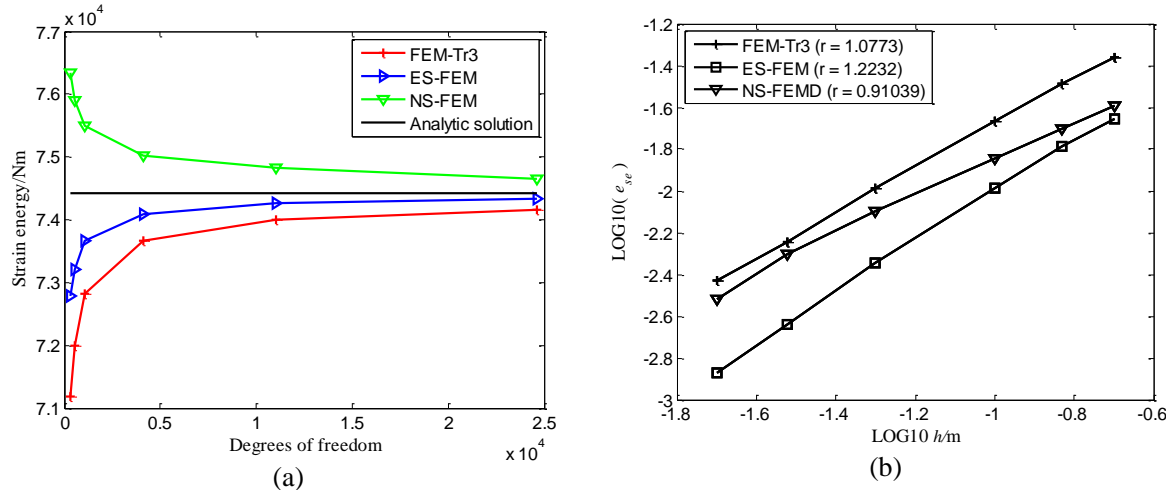 x 10⁴
7.7
7.6
7.5
7.4
7.3
7.2
7.1
Strain energy/Nm
FEM-Tr3
ES-FEM
NS-FEM
Analytic solution
0 0.5 1 1.5 2 2.5
Degrees of freedom
x 10⁴
(a)
-1.2
-1.4
-1.6
-1.8
-2
-2.2
-2.4
-2.6
-2.8
-3
LOG10( e_se )
FEM-Tr3 (r = 1.0773)
ES-FEM (r = 1.2232)
NS-FEMD (r = 0.91039)
-1.8 -1.6 -1.4 -1.2 -1 -0.8 -0.6
LOG10 h/m
(b)